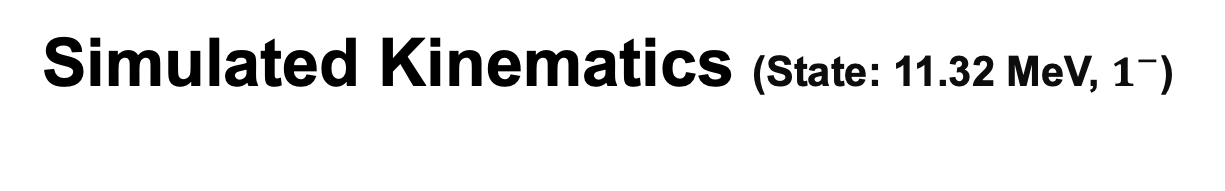 Simulated Kinematics (State: 11.32 MeV, 1⁻)